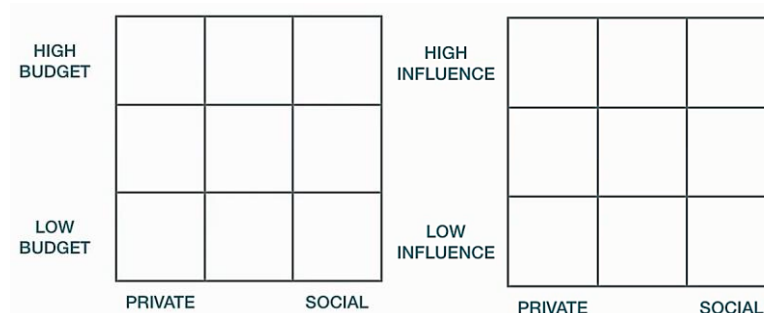 HIGH
BUDGET
LOW
BUDGET
PRIVATE
SOCIAL
HIGH
INFLUENCE
LOW
INFLUENCE
PRIVATE
SOCIAL